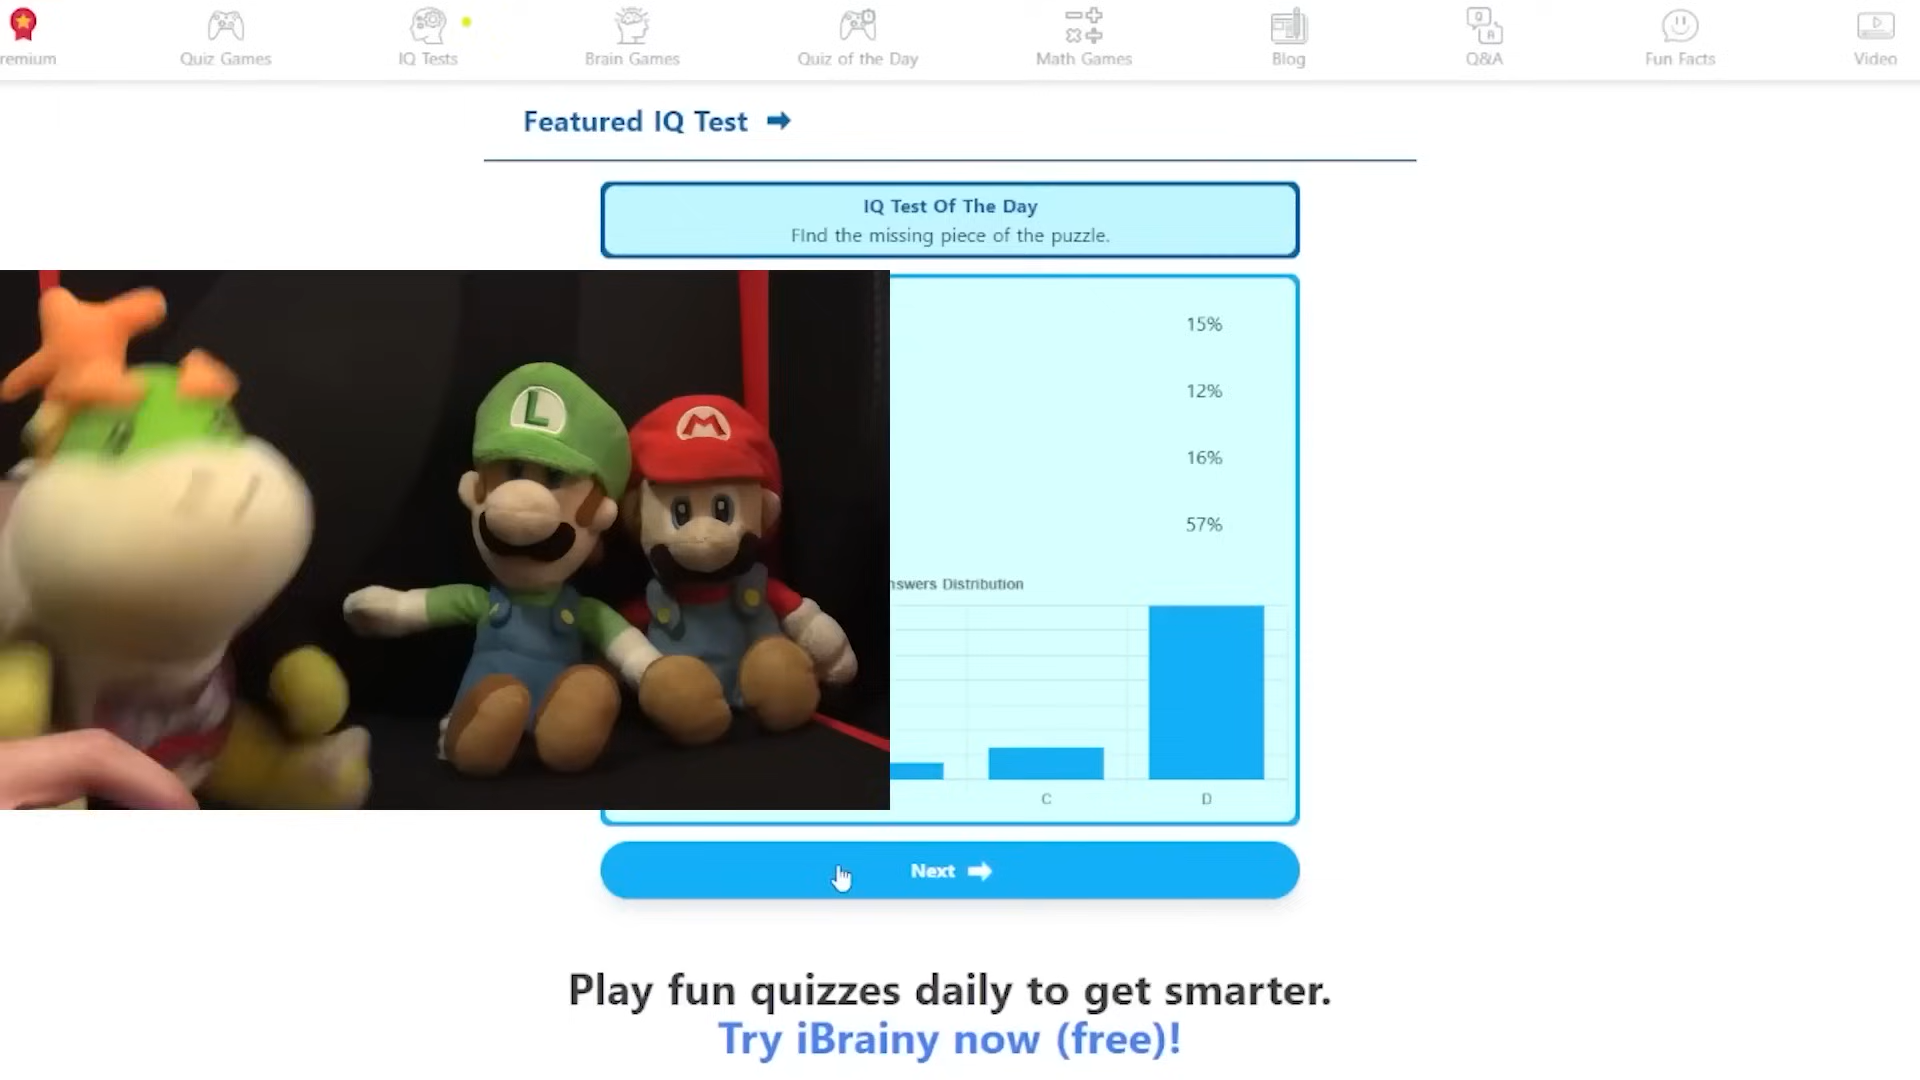 remium
Quiz Games
IQ Tests
Brain Games
Quiz of the Day
Math Games
Blog
Q&A
Fun Facts
Video
Featured IQ Test
IQ Test Of The Day
FInd the missing piece of the puzzle.
15%
12%
16%
57%
L
M
nswers Distribution
C
D
Next
Play fun quizzes daily to get smarter.
Try iBrainy now (free)!